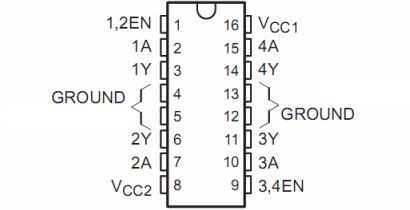 1,2EN 1 16 VCC1
1A 2 15 4A
1Y 3 14 4Y
GROUND 4 13 GROUND
5 12
2Y 6 11 3Y
2A 7 10 3A
VCC2 8 9 3,4EN